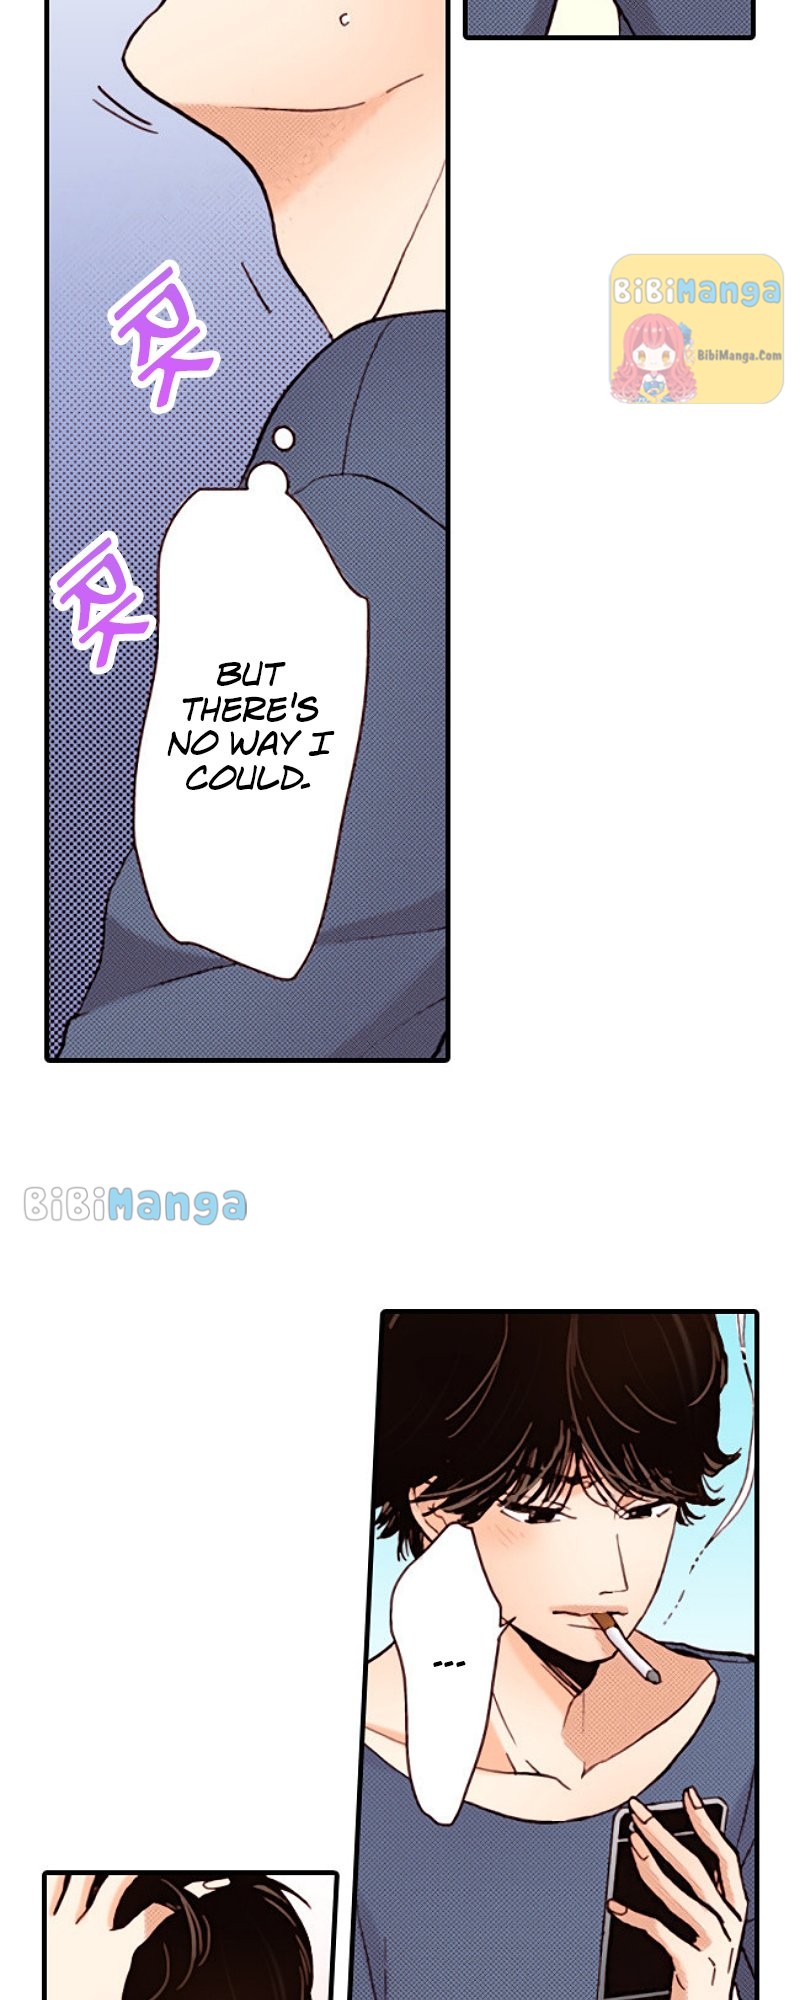 BiBiManga
BibiManga.Com
IRK
IRK
BUT
THERE'S
NO WAY I
COULD.
BiBiManga
...